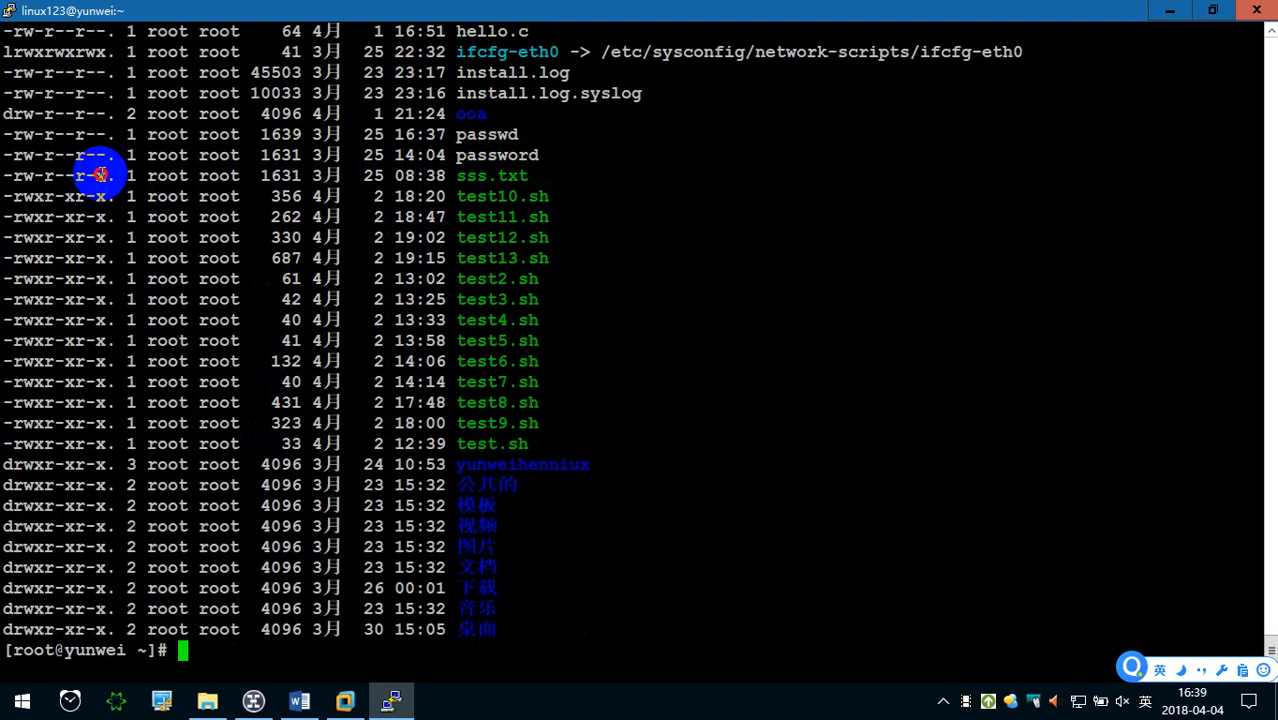 linux123@yunwei:~
-rw-r--r--. 1 root root 64 4月 1 16:51 hello.c
lrwxrwxrwx. 1 root root 41 3月 25 22:32 ifcfg-eth0 -> /etc/sysconfig/network-scripts/ifcfg-eth0
-rw-r--r--. 1 root root 45503 3月 23 23:17 install.log
-rw-r--r--. 1 root root 10033 3月 23 23:16 install.log.syslog
drw-r--r--. 2 root root 4096 4月 1 21:24 ooa
-rw-r--r--. 1 root root 1639 3月 25 16:37 passwd
-rw-r--r--. 1 root root 1631 3月 25 14:04 password
-rw-r--r-x. 1 root root 1631 3月 25 08:38 sss.txt
-rwxr-xr-x. 1 root root 356 4月 2 18:20 test10.sh
-rwxr-xr-x. 1 root root 262 4月 2 18:47 test11.sh
-rwxr-xr-x. 1 root root 330 4月 2 19:02 test12.sh
-rwxr-xr-x. 1 root root 687 4月 2 19:15 test13.sh
-rwxr-xr-x. 1 root root 61 4月 2 13:02 test2.sh
-rwxr-xr-x. 1 root root 42 4月 2 13:25 test3.sh
-rwxr-xr-x. 1 root root 40 4月 2 13:33 test4.sh
-rwxr-xr-x. 1 root root 41 4月 2 13:58 test5.sh
-rwxr-xr-x. 1 root root 132 4月 2 14:06 test6.sh
-rwxr-xr-x. 1 root root 40 4月 2 14:14 test7.sh
-rwxr-xr-x. 1 root root 431 4月 2 17:48 test8.sh
-rwxr-xr-x. 1 root root 323 4月 2 18:00 test9.sh
-rwxr-xr-x. 1 root root 33 4月 2 12:39 test.sh
drwxr-xr-x. 3 root root 4096 3月 24 10:53 yunweihanniux
drwxr-xr-x. 2 root root 4096 3月 23 15:32 公共的
drwxr-xr-x. 2 root root 4096 3月 23 15:32 模板
drwxr-xr-x. 2 root root 4096 3月 23 15:32 视频
drwxr-xr-x. 2 root root 4096 3月 23 15:32 图片
drwxr-xr-x. 2 root root 4096 3月 23 15:32 文档
drwxr-xr-x. 2 root root 4096 3月 26 00:01 下载
drwxr-xr-x. 2 root root 4096 3月 23 15:32 音乐
drwxr-xr-x. 2 root root 4096 3月 30 15:05 桌面
[root@yunwei ~]#
英
英
16:39
2018-04-04